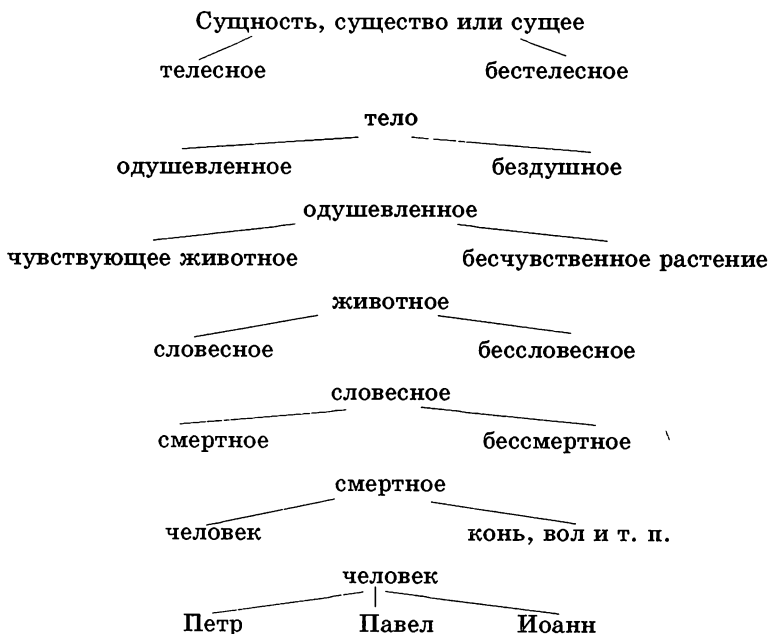 Сущность, существо или сущее
телесное бестелесное
тело
одушевленное бездушное
одушевленное
чувствующее животное бесчувственное растение
животное
словесное бессловесное
словесное
смертное бессмертное
смертное
человек конь, вол и т. п.
человек
Петр Павел Иоанн